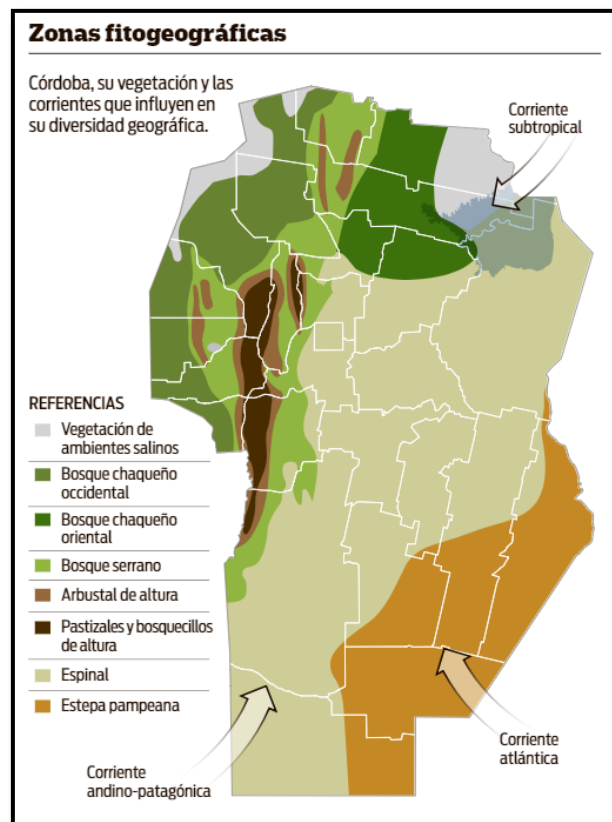 Zonas fitogeográficas
Córdoba, su vegetación y las
corrientes que influyen en
su diversidad geográfica.
Corriente
subtropical
REFERENCIAS
Vegetación de
ambientes salinos
Bosque chaqueño
occidental
Bosque chaqueño
oriental
Bosque serrano
Arbustal de altura
Pastizales y bosquecillos
de altura
Espinal
Estepa pampeana
Corriente
andino-patagónica
Corriente
atlántica